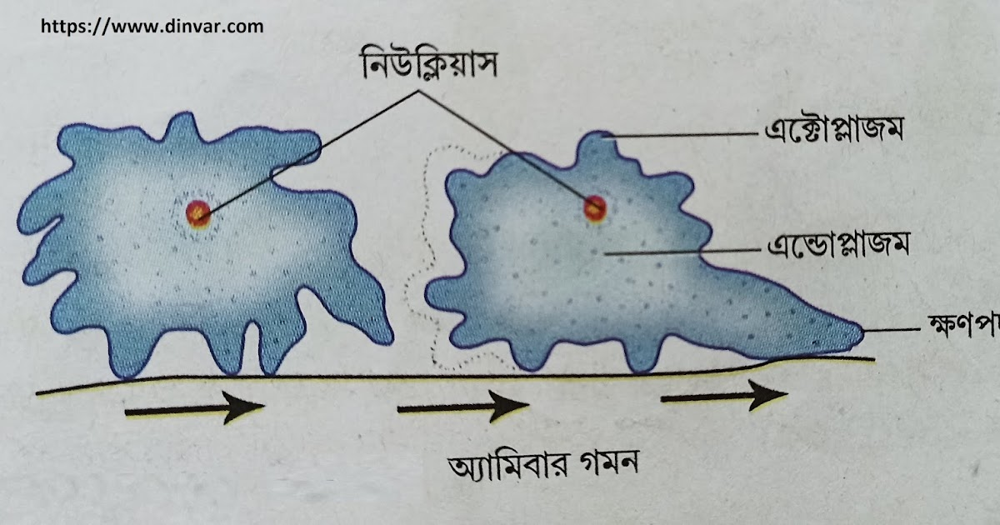 https://www.dinvar.com
নিউক্লিয়াস
এক্টোপ্লাজম
এন্ডোপ্লাজম
অ্যামিবার গমন